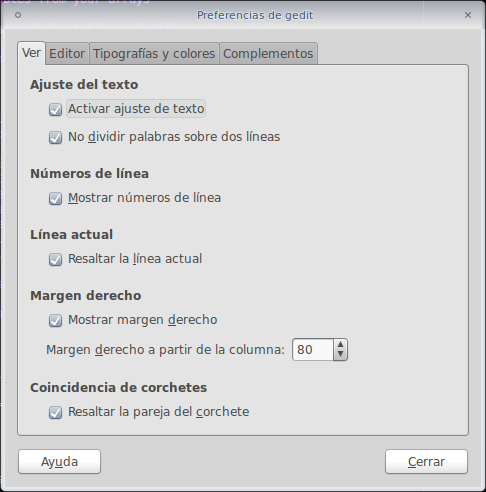 Preferencias de gedit
Ver Editor Tipografías y colores Complementos
Ajuste del texto
Activar ajuste de texto
No dividir palabras sobre dos líneas
Números de línea
Mostrar números de línea
Línea actual
Resaltar la línea actual
Margen derecho
Mostrar margen derecho
Margen derecho a partir de la columna: 80
Coincidencia de corchetes
Resaltar la pareja del corchete
Ayuda Cerrar